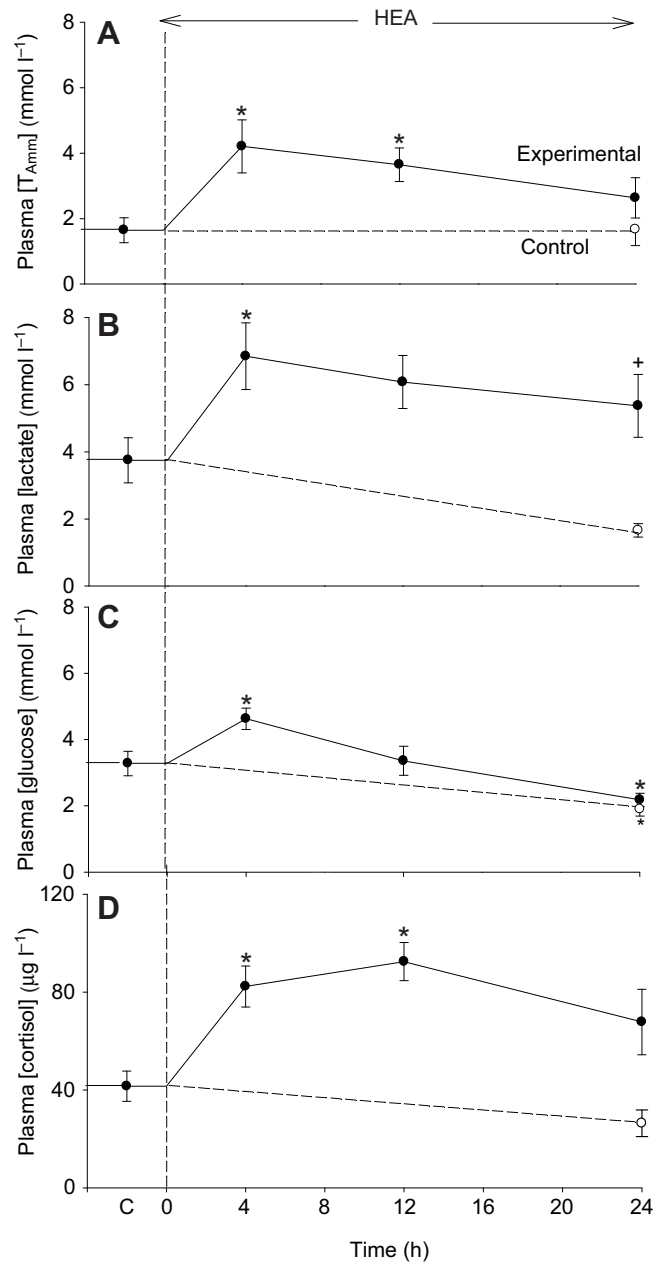 HEA
A
8
6
4
2
0
Plasma [TAmm] (mmol l–1)
*
*
Experimental
Control
B
8
6
4
2
0
Plasma [lactate] (mmol l–1)
*
+
C
8
6
4
2
0
Plasma [glucose] (mmol l–1)
*
*
*
D
120
80
40
0
Plasma [cortisol] (µg l–1)
*
*
C 0 4 8 12 16 20 24
Time (h)